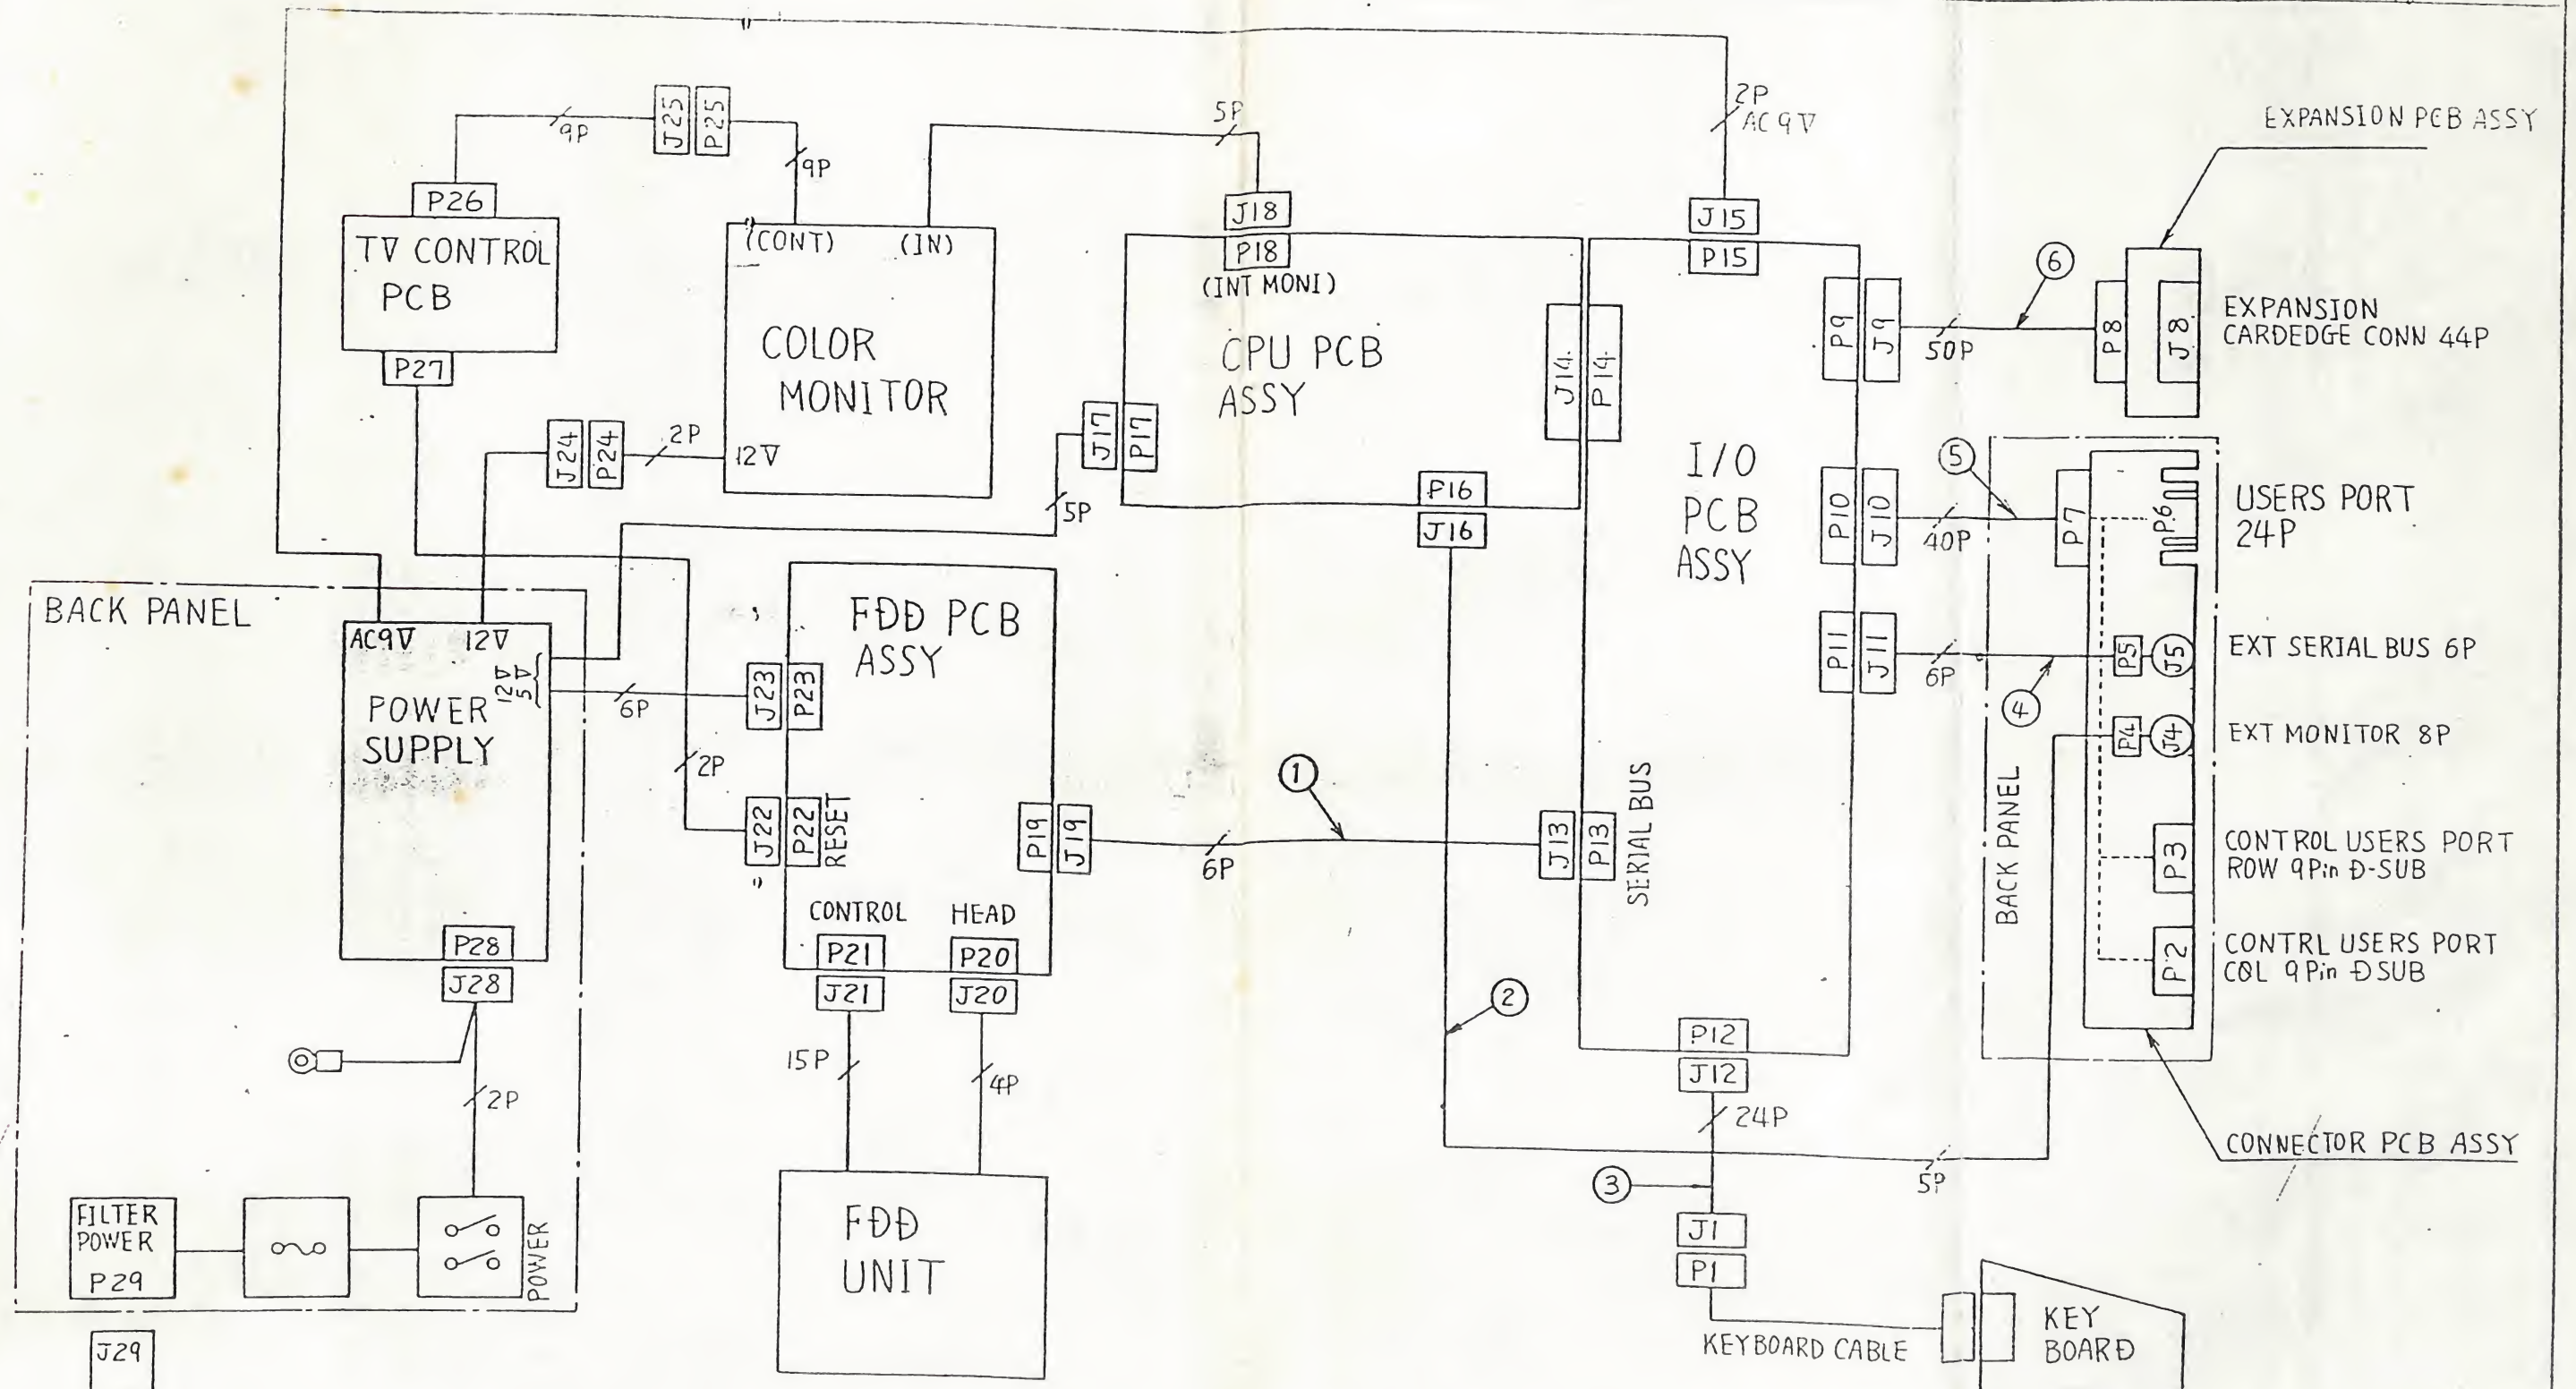 2P
AC 9V
EXPANSION PCB ASSY
5P
9P
J25
P25
9P
P26
TV CONTROL
PCB
P27
(CONT)
(IN)
COLOR
MONITOR
12V
J24
P24
2P
J18
P18
(INT MONI)
CPU PCB
ASSY
J17
P17
5P
P16
J16
J14
P14
J15
P15
I/O
PCB
ASSY
P9
J9
50P
6
P8
J8
EXPANSION
CARDEDGE CONN 44P
P10
J10
40P
5
P7
P6
USERS PORT
24P
P11
J11
6P
4
P5
J5
EXT SERIAL BUS 6P
P4
J4
EXT MONITOR 8P
BACK PANEL
P3
CONTROL USERS PORT
ROW 9Pin D-SUB
P2
CONTRL USERS PORT
COL 9Pin DSUB
CONNECTOR PCB ASSY
BACK PANEL
AC9V
12V
12V
5V
POWER
SUPPLY
6P
2P
FDD PCB
ASSY
J23
P23
J22
P22
RESET
P19
J19
6P
1
J13
P13
SERIAL BUS
CONTROL
HEAD
P21
P20
J21
J20
15P
4P
FDD
UNIT
P28
J28
2P
FILTER
POWER
P29
POWER
J29
2
P12
J12
24P
3
5P
J1
P1
KEYBOARD CABLE
KEY
BOARD